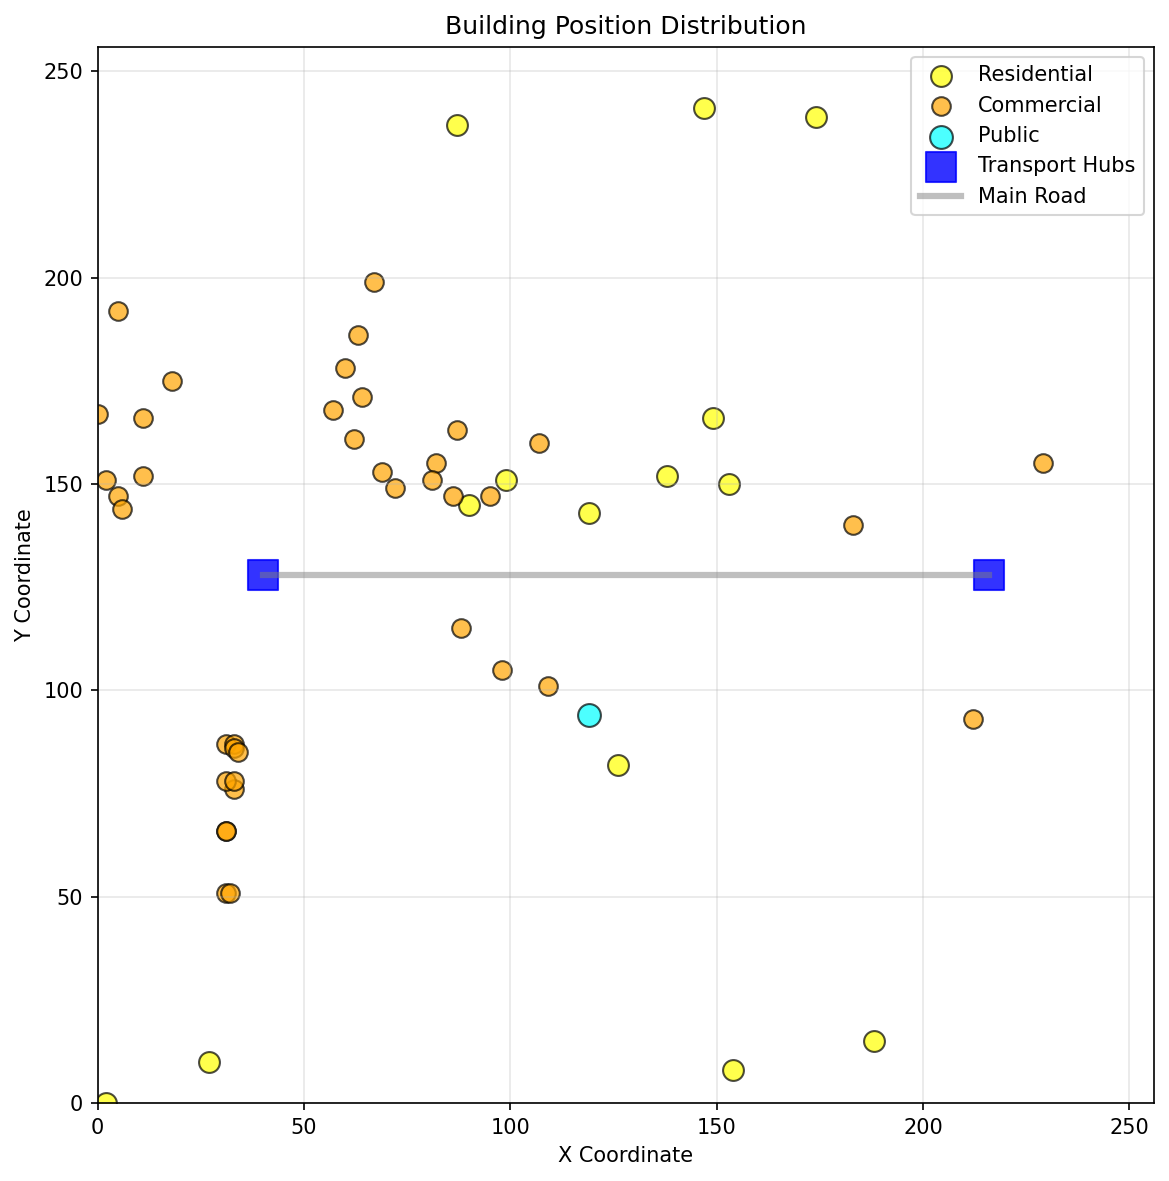 Building Position Distribution
Residential
Commercial
Public
Transport Hubs
Main Road
250
200
150
100
50
0
Y Coordinate
0 50 100 150 200 250
X Coordinate